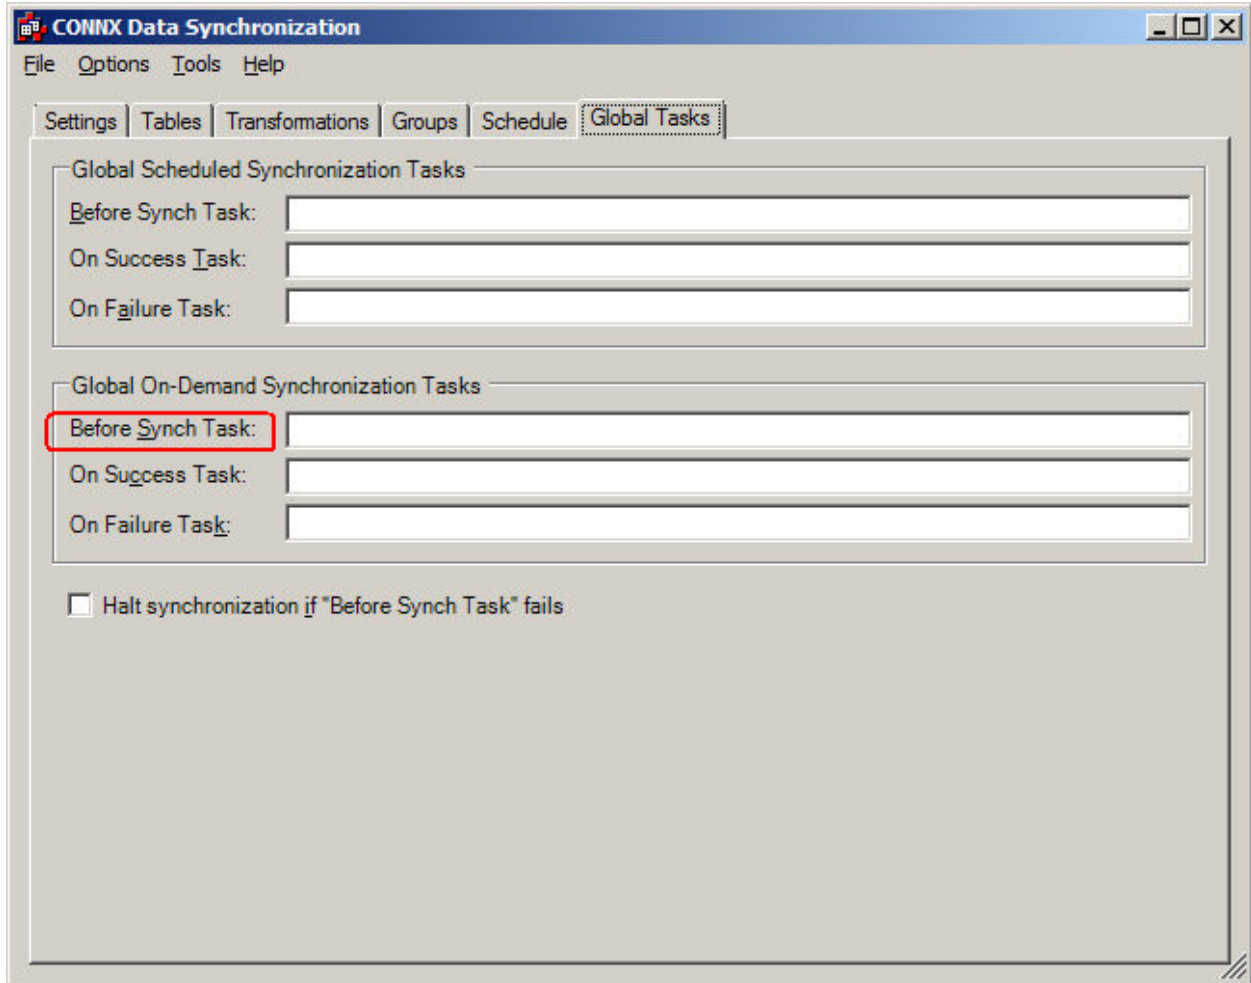 CONNX Data Synchronization
File Options Tools Help
Settings Tables Transformations Groups Schedule Global Tasks
Global Scheduled Synchronization Tasks
Before Synch Task:
On Success Task:
On Failure Task:
Global On-Demand Synchronization Tasks
Before Synch Task:
On Success Task:
On Failure Task:
Halt synchronization if "Before Synch Task" fails